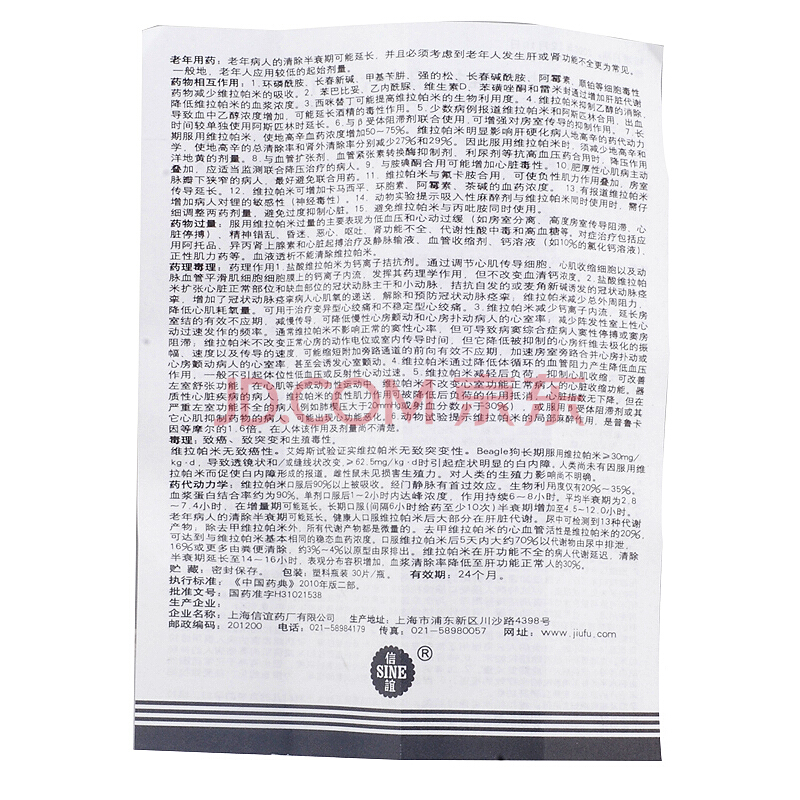 老年用药：老年病人的清除半衰期可能延长，并且必须考虑到老年人发生肝或肾功能不全更为常见。
一般地，老年人应用较低的起始剂量。
药物相互作用：1.环磷酰胺、长春新碱、甲基苄肼、强的松、长春碱酰胺、阿霉素、顺铂等细胞毒性
药物减少维拉帕米的吸收。2.苯巴比妥、乙内酰脲、维生素D、苯磺唑酮和雷米封通过增加肝脏代谢
降低维拉帕米的血浆浓度。3.西咪替丁可能提高维拉帕米的生物利用度。4.维拉帕米抑制乙醇的消除，
导致血中乙醇浓度增加，可能延长酒精的毒性作用。5.少数病例报道维拉帕米和阿斯匹林合用，出血
时间较单独使用阿斯匹林时延长。6.与β受体阻滞剂联合使用，可增强对房室传导的抑制作用。7.长
期服用维拉帕米，使地高辛血药浓度增加50～75%。维拉帕米明显影响肝硬化病人地高辛的药代动力
学，使地高辛的总清除率和肾外清除率分别减少27%和29%。因此服用维拉帕米时，须减少地高辛和
洋地黄的剂量。8.与血管扩张剂、血管紧张素转换酶抑制剂、利尿剂等抗高血压药合用时，降压作用
叠加，应适当监测联合降压治疗的病人。9.与胺碘酮合用可能增加心脏毒性。10.肥厚性心肌病主动
脉瓣下狭窄的病人，最好避免联合用药。11.维拉帕米与氟卡胺合用，可使负性肌力作用叠加，房室
传导延长。12.维拉帕米可增加卡马西平、环胞素、阿霉素、茶碱的血药浓度。13.有报道维拉帕米
增加病人对锂的敏感性（神经毒性）。14.动物实验提示吸入性麻醉剂与维拉帕米同时使用时，需仔
细调整两药剂量，避免过度抑制心脏。15.避免维拉帕米与丙吡胺同时使用。
药物过量：服用维拉帕米过量的主要表现为低血压和心动过缓（如房室分离，高度房室传导阻滞，心
脏停搏）、精神错乱、昏迷、恶心、呕吐、肾功能不全、代谢性酸中毒和高血糖等。对症治疗包括应
用阿托品、异丙肾上腺素和心脏起搏治疗及静脉输液、血管收缩剂、钙溶液（如10%的氯化钙溶液），
正性肌力药等。血液透析不能清除维拉帕米。
药理毒理：药理作用1.盐酸维拉帕米为钙离子拮抗剂。通过调节心肌传导细胞、心肌收缩细胞以及动
脉血管平滑肌细胞细胞膜上的钙离子内流，发挥其药理学作用，但不改变血清钙浓度。2.盐酸维拉帕
米扩张心脏正常部位和缺血部位的冠状动脉主干和小动脉，拮抗自发的或麦角新碱诱发的冠状动脉痉
挛，增加了冠状动脉痉挛病人心肌氧的递送，解除和预防冠状动脉痉挛；维拉帕米减少总外周阻力，
降低心肌耗氧量。可用于治疗变异型心绞痛和不稳定型心绞痛。3.维拉帕米减少钙离子内流，延长房
室结的有效不应期，减慢传导，可降低慢性心房颤动和心房扑动病人的心室率；减少阵发性室上性心
动过速发作的频率。通常维拉帕米不影响正常的窦性心率，但可导致病窦综合症病人窦性停搏或窦房
阻滞；维拉帕米不改变正常心房的动作电位或室内传导时间，但它降低被抑制的心房纤维去极化的振
幅、速度以及传导的速度，可能缩短附加旁路通道的前向有效不应期，加速房室旁路合并心房扑动或
心房颤动病人的心室率，甚至会诱发心室颤动。4.维拉帕米通过降低体循环的血管阻力产生降低血压
作用，一般不引起体位性低血压或反射性心动过速。5.维拉帕米减轻后负荷，抑制心肌收缩，可改善
左室舒张功能。在心肌等长或动力性运动中，维拉帕米不改变心室功能正常病人的心脏收缩功能。器
质性心脏疾病的病人，维拉帕米的负性肌力作用可被降低后负荷的作用抵消，心脏指数无下降。但在
他心肌抑制药物的病人，可能出现心功能恶化。6.动物试验提示维拉帕米的局部麻醉作用，是普鲁卡
因等摩尔的1.6倍。在人体该作用及剂量尚不清楚。
毒理：致癌、致突变和生殖毒性。
维拉帕米无致癌性。艾姆斯试验证实维拉帕米无致突变性。Beagle狗长期服用维拉帕米≥30mg/
kg·d，导致透镜状和/或缝线状改变，≥62.5mg/kg·d时引起症状明显的白内障，人类尚未有因服用维
拉帕米而促使白内障形成的报道。雌性鼠未见损害生育力。对人类的生殖力影响尚不明确。
药代动力学：维拉帕米口服后90%以上被吸收。经门静脉有首过效应。生物利用度仅有20%～35%。
血浆蛋白结合率约为90%。单剂口服后1～2小时内达峰浓度，作用持续6～8小时。平均半衰期为2.8
～7.4小时，在增量期可能延长。长期口服(间隔6小时给药至少10次)半衰期增加至4.5～12.0小时。
老年病人的清除半衰期可能延长。健康人口服维拉帕米后大部分在肝脏代谢。尿中可检测到13种代谢
产物，除去甲维拉帕米外，所有代谢产物都是微量的。去甲维拉帕米的心血管活性是维拉帕米的20%，
可达到与维拉帕米基本相同的稳态血药浓度。口服维拉帕米后5天内大约70%以代谢物由尿中排泄，
16%或更多由粪便清除，约3%～4%以原型由尿排出。维拉帕米在肝功能不全的病人代谢延迟，清除
半衰期延长至14～16小时，表观分布容积增加，血浆清除率降低至肝功能正常人的30%。
贮 藏：密封保存。 包装：塑料瓶装 30片/瓶。 有效期：24个月。
执行标准：《中国药典》2010年版二部。
批准文号：国药准字H31021538
生产企业：
企业名称：上海信谊药厂有限公司 生产地址：上海市浦东新区川沙路4398号
邮政编码：201200 电话：021-58984179 传真：021-58980057 网址：www.jiufu.com
信
SINE
谊
®
JD.COM 京东